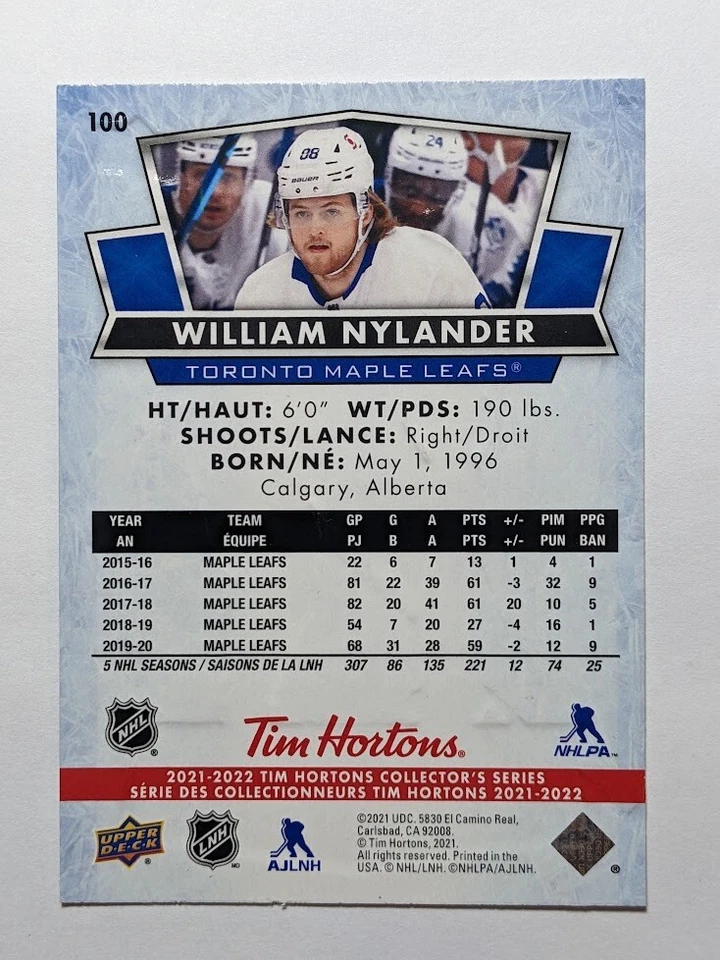 100
24
88
BAUER
WILLIAM NYLANDER
TORONTO MAPLE LEAFS®
HT/HAUT: 6'0" WT/PDS: 190 lbs.
SHOOTS/LANCE: Right/Droit
BORN/NÉ: May 1, 1996
Calgary, Alberta
YEAR TEAM GP G A PTS +/- PIM PPG
AN ÉQUIPE PJ B A PTS +/- PUN BAN
2015-16 MAPLE LEAFS 22 6 7 13 1 4 1
2016-17 MAPLE LEAFS 81 22 39 61 -3 32 9
2017-18 MAPLE LEAFS 82 20 41 61 20 10 5
2018-19 MAPLE LEAFS 54 7 20 27 -4 16 1
2019-20 MAPLE LEAFS 68 31 28 59 -2 12 9
5 NHL SEASONS / SAISONS DE LA LNH 307 86 135 221 12 74 25
NHL ®
Tim Hortons®
NHLPA™
2021-2022 TIM HORTONS COLLECTOR'S SERIES
SÉRIE DES COLLECTIONNEURS TIM HORTONS 2021-2022
UPPER DECK ®
LNH MD
AJLNH
©2021 UDC. 5830 El Camino Real,
Carlsbad, CA 92008.
© Tim Hortons, 2021.
All rights reserved. Printed in the
USA. © NHL/LNH. ©NHLPA/AJLNH.
®